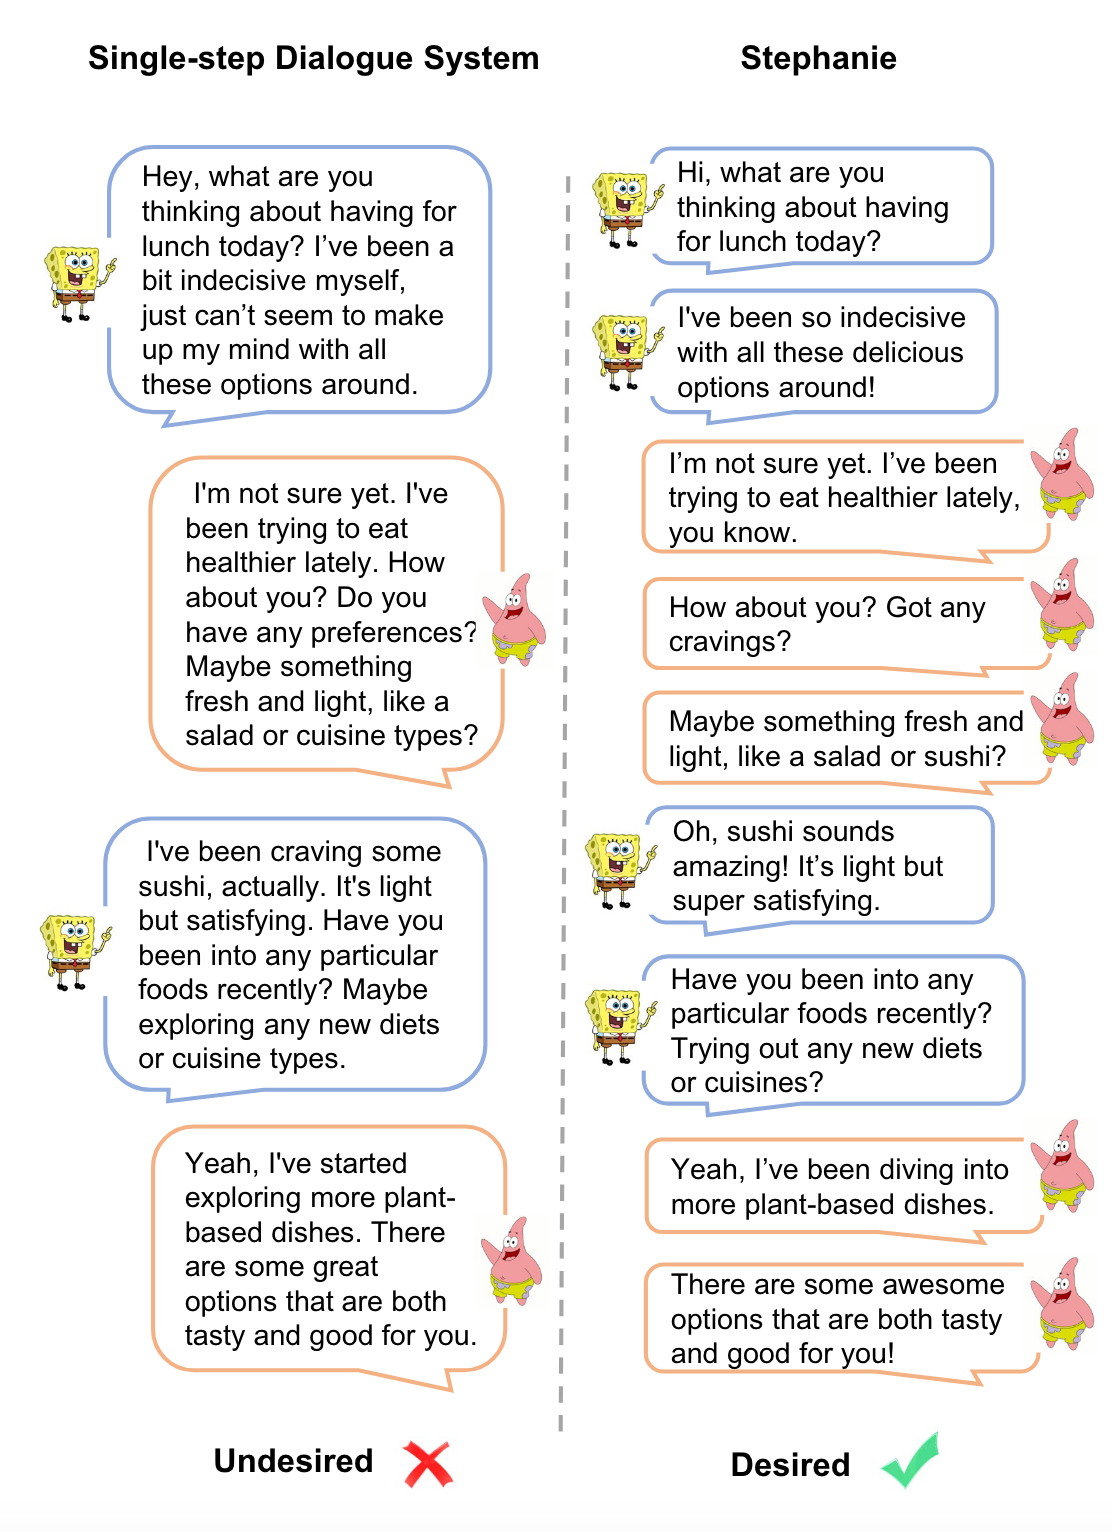 Single-step Dialogue System
Hey, what are you
thinking about having for
lunch today? I’ve been a
bit indecisive myself,
just can’t seem to make
up my mind with all
these options around.
I'm not sure yet. I've
been trying to eat
healthier lately. How
about you? Do you
have any preferences?
Maybe something
fresh and light, like a
salad or cuisine types?
I've been craving some
sushi, actually. It's light
but satisfying. Have you
been into any particular
foods recently? Maybe
exploring any new diets
or cuisine types.
Yeah, I've started
exploring more plant-
based dishes. There
are some great
options that are both
tasty and good for you.
Undesired
Stephanie
Hi, what are you
thinking about having
for lunch today?
I've been so indecisive
with all these delicious
options around!
I’m not sure yet. I’ve been
trying to eat healthier lately,
you know.
How about you? Got any
cravings?
Maybe something fresh and
light, like a salad or sushi?
Oh, sushi sounds
amazing! It’s light but
super satisfying.
Have you been into any
particular foods recently?
Trying out any new diets
or cuisines?
Yeah, I’ve been diving into
more plant-based dishes.
There are some awesome
options that are both tasty
and good for you!
Desired